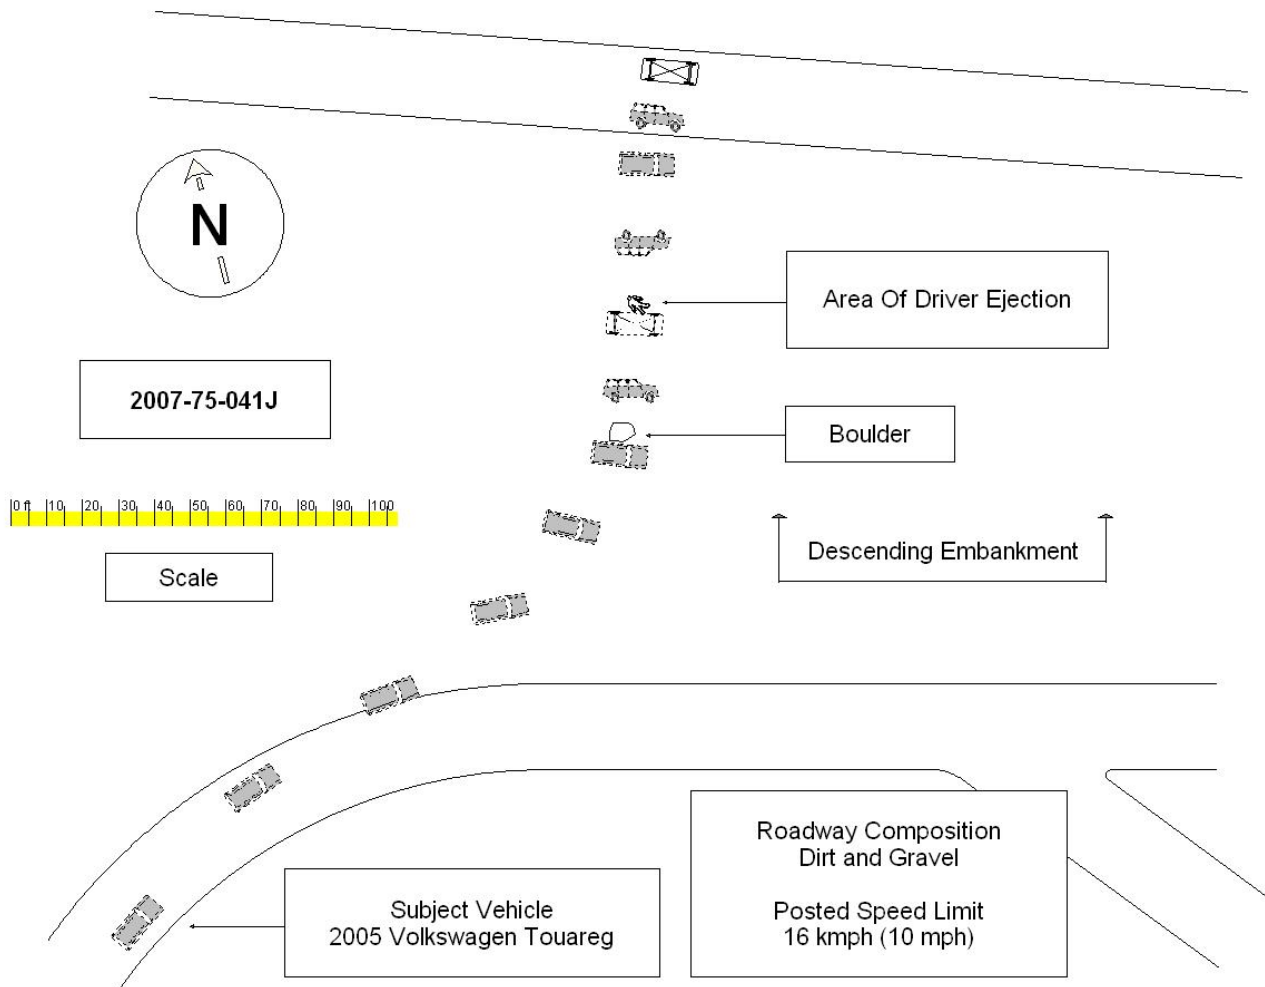 N
Area Of Driver Ejection
2007-75-041J
Boulder
0 ft 10 20 30 40 50 60 70 80 90 100
Descending Embankment
Scale
Roadway Composition
Dirt and Gravel
Posted Speed Limit
16 kmph (10 mph)
Subject Vehicle
2005 Volkswagen Touareg